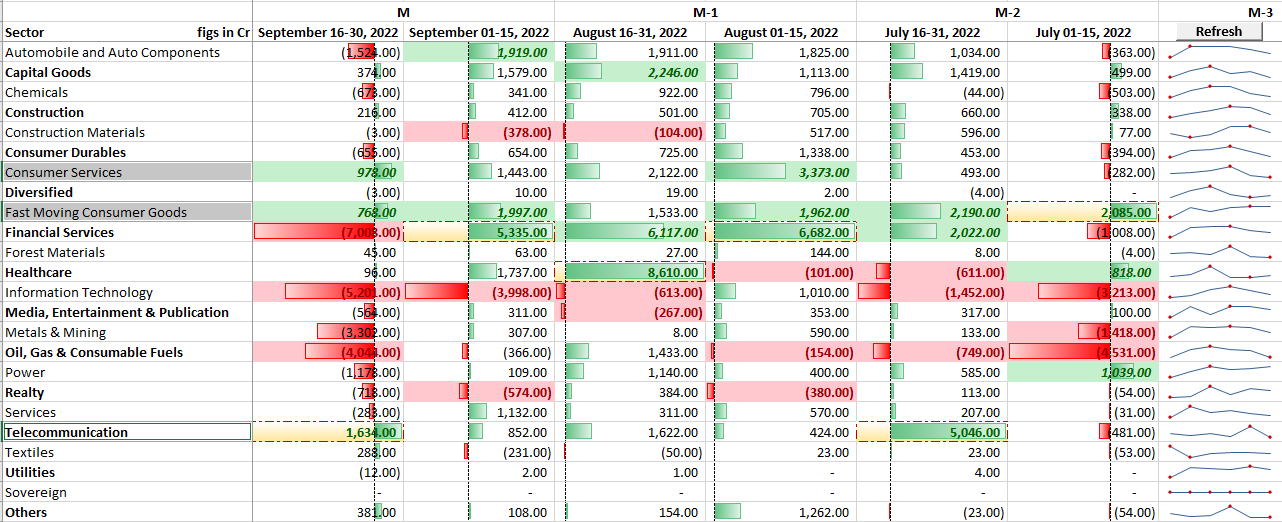 M M-1 M-2 M-3
Sector figs in Cr September 16-30, 2022 September 01-15, 2022 August 16-31, 2022 August 01-15, 2022 July 16-31, 2022 July 01-15, 2022 Refresh
Automobile and Auto Components (1,524.00) 1,919.00 1,911.00 1,825.00 1,034.00 (363.00)
Capital Goods 374.00 1,579.00 2,246.00 1,113.00 1,419.00 499.00
Chemicals (673.00) 341.00 922.00 796.00 (44.00) (503.00)
Construction 216.00 412.00 501.00 705.00 660.00 338.00
Construction Materials (3.00) (378.00) (104.00) 517.00 596.00 77.00
Consumer Durables (655.00) 654.00 725.00 1,338.00 453.00 (394.00)
Consumer Services 978.00 1,443.00 2,122.00 3,373.00 493.00 (282.00)
Diversified (3.00) 10.00 19.00 2.00 (4.00) -
Fast Moving Consumer Goods 768.00 1,997.00 1,533.00 1,962.00 2,190.00 2,085.00
Financial Services (7,003.00) 5,335.00 6,117.00 6,682.00 2,022.00 (1,008.00)
Forest Materials 45.00 63.00 27.00 144.00 8.00 (4.00)
Healthcare 96.00 1,737.00 8,610.00 (101.00) (611.00) 818.00
Information Technology (5,201.00) (3,998.00) (613.00) 1,010.00 (1,452.00) (3,213.00)
Media, Entertainment & Publication (564.00) 311.00 (267.00) 353.00 317.00 100.00
Metals & Mining (3,302.00) 307.00 8.00 590.00 133.00 (1,418.00)
Oil, Gas & Consumable Fuels (4,044.00) (366.00) 1,433.00 (154.00) (749.00) (4,531.00)
Power (1,178.00) 109.00 1,140.00 400.00 585.00 1,039.00
Realty (718.00) (574.00) 384.00 (380.00) 113.00 (54.00)
Services (283.00) 1,132.00 311.00 570.00 207.00 (31.00)
Telecommunication 1,634.00 852.00 1,622.00 424.00 5,046.00 (481.00)
Textiles 288.00 (231.00) (50.00) 23.00 23.00 (53.00)
Utilities (12.00) 2.00 1.00 - 4.00 -
Sovereign - - - - - -
Others 381.00 108.00 154.00 1,262.00 (23.00) (54.00)